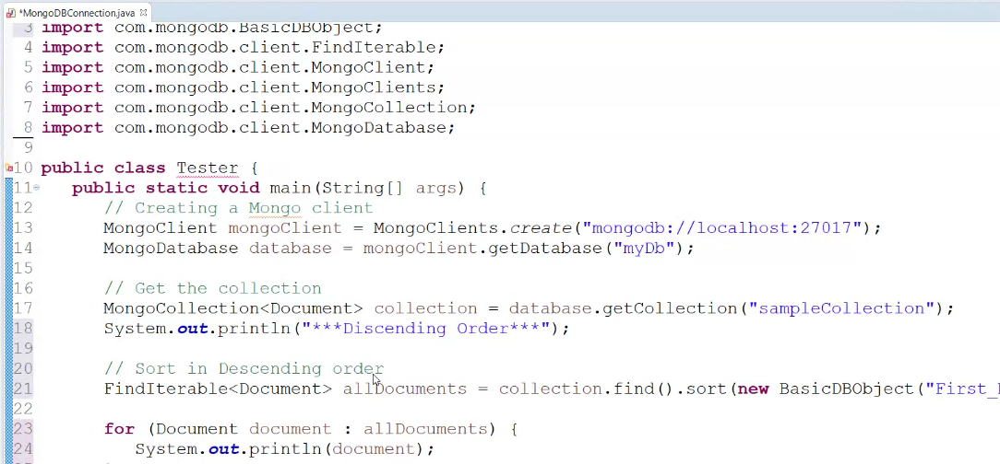 *MongoDBConnection.java
3 import com.mongodb.BasicDBObject;
4 import com.mongodb.client.FindIterable;
5 import com.mongodb.client.MongoClient;
6 import com.mongodb.client.MongoClients;
7 import com.mongodb.client.MongoCollection;
8 import com.mongodb.client.MongoDatabase;
9
10 public class Tester {
11 public static void main(String[] args) {
12 // Creating a Mongo client
13 MongoClient mongoClient = MongoClients.create("mongodb://localhost:27017");
14 MongoDatabase database = mongoClient.getDatabase("myDb");
15
16 // Get the collection
17 MongoCollection<Document> collection = database.getCollection("sampleCollection");
18 System.out.println("***Discending Order***");
19
20 // Sort in Descending order
21 FindIterable<Document> allDocuments = collection.find().sort(new BasicDBObject("First_
22
23 for (Document document : allDocuments) {
24 System.out.println(document);